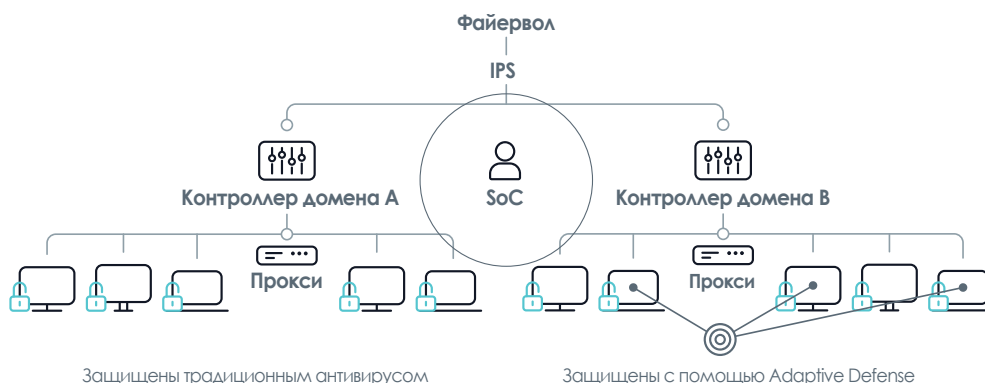 Файервол
IPS
Контроллер домена А
SoC
Контроллер домена В
Прокси
Прокси
Защищены традиционным антивирусом
Защищены с помощью Adaptive Defense